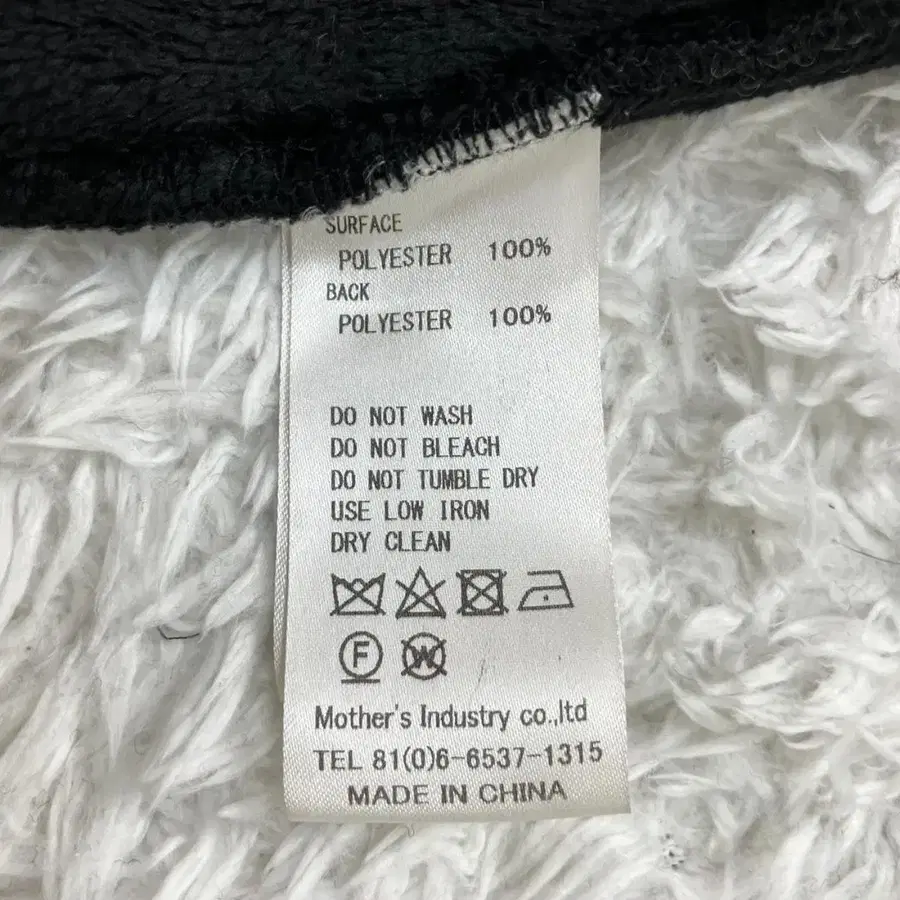 SURFACE
POLYESTER 100%
BACK
POLYESTER 100%
DO NOT WASH
DO NOT BLEACH
DO NOT TUMBLE DRY
USE LOW IRON
DRY CLEAN
F W
Mother's Industry co.,ltd
TEL 81(0)6-6537-1315
MADE IN CHINA